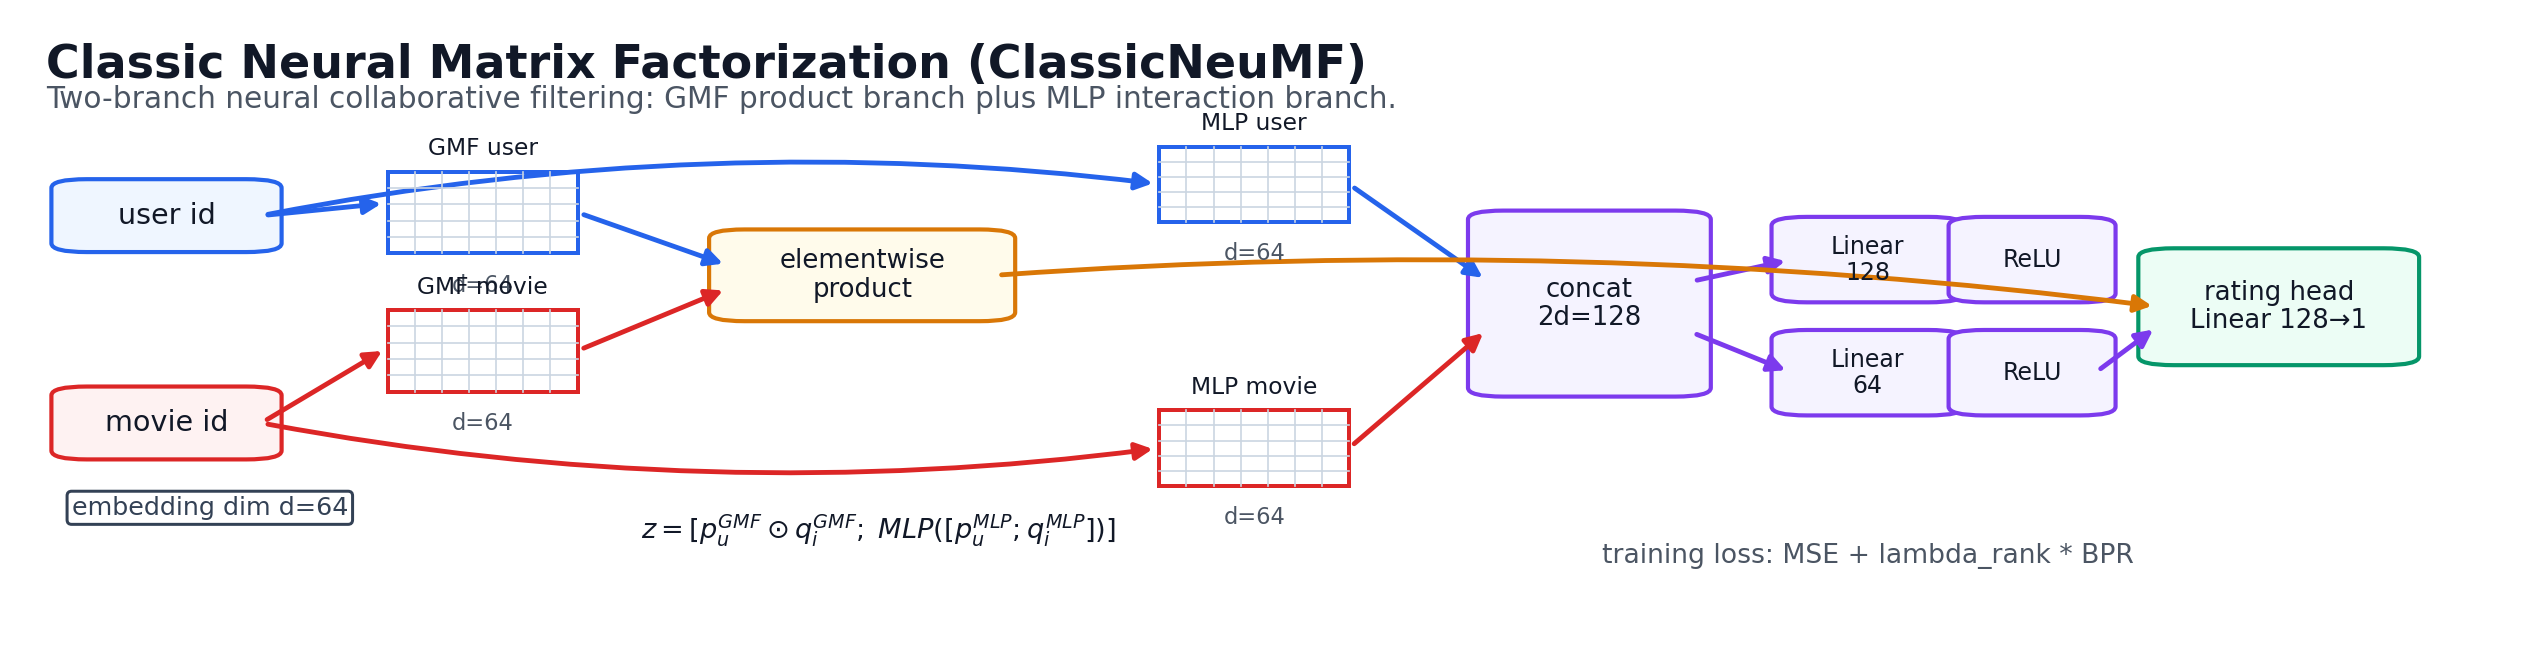 Classic Neural Matrix Factorization (ClassicNeuMF)
Two-branch neural collaborative filtering: GMF product branch plus MLP interaction branch.
user id
movie id
embedding dim d=64
GMF user
d=64
GMF movie
d=64
elementwise
product
MLP user
d=64
MLP movie
d=64
concat
2d=128
Linear
128
ReLU
Linear
64
ReLU
rating head
Linear 128→1
z = [p_u^{GMF} ⊙ q_i^{GMF}; MLP([p_u^{MLP}; q_i^{MLP}])]
training loss: MSE + lambda_rank * BPR